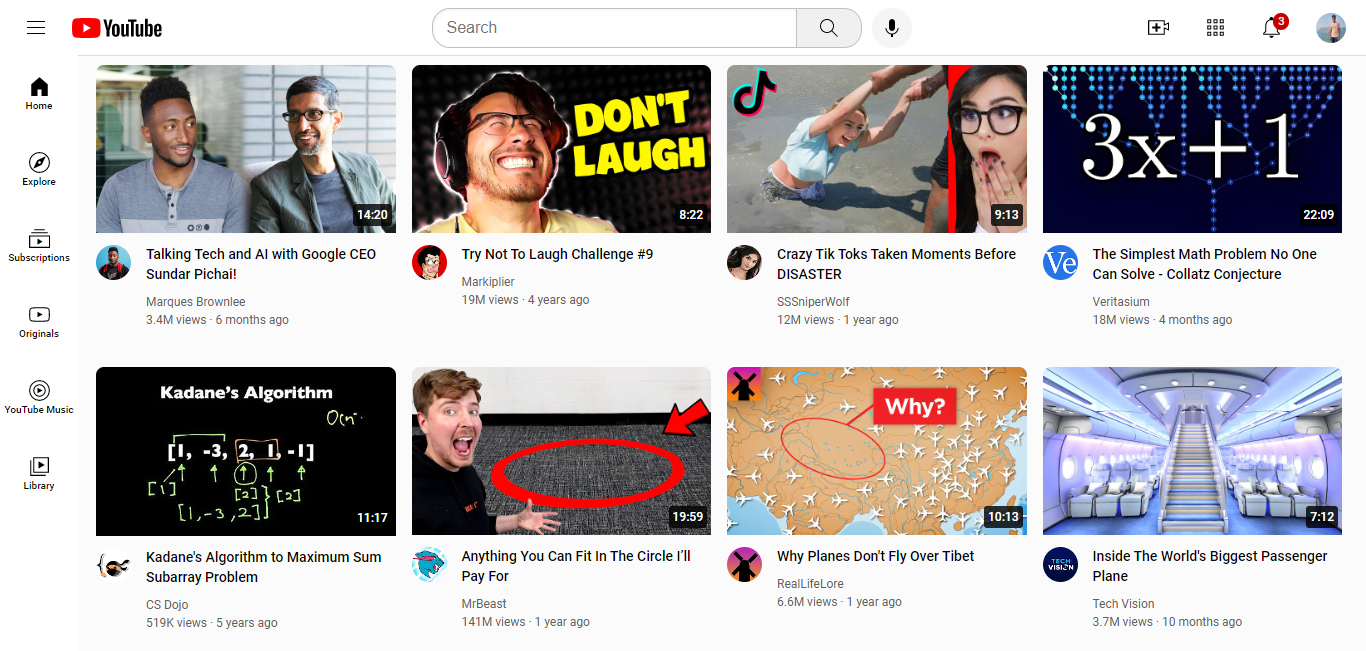 YouTube
Search
3
Home
Explore
Subscriptions
Originals
YouTube Music
Library
14:20
Talking Tech and AI with Google CEO
Sundar Pichai!
Marques Brownlee
3.4M views · 6 months ago
DON'T
LAUGH
8:22
Try Not To Laugh Challenge #9
Markiplier
19M views · 4 years ago
9:13
Crazy Tik Toks Taken Moments Before
DISASTER
SSSniperWolf
12M views · 1 year ago
3x+1
22:09
Ve
The Simplest Math Problem No One
Can Solve - Collatz Conjecture
Veritasium
18M views · 4 months ago
Kadane's Algorithm
[1, -3, 2, 1, -1]
[1]
[2]
[2]
[1,-3,2]
11:17
Kadane's Algorithm to Maximum Sum
Subarray Problem
CS Dojo
519K views · 5 years ago
19:59
Anything You Can Fit In The Circle I'll
Pay For
MrBeast
141M views · 1 year ago
Why?
10:13
Why Planes Don't Fly Over Tibet
RealLifeLore
6.6M views · 1 year ago
7:12
TECH
VISION
Inside The World's Biggest Passenger
Plane
Tech Vision
3.7M views · 10 months ago